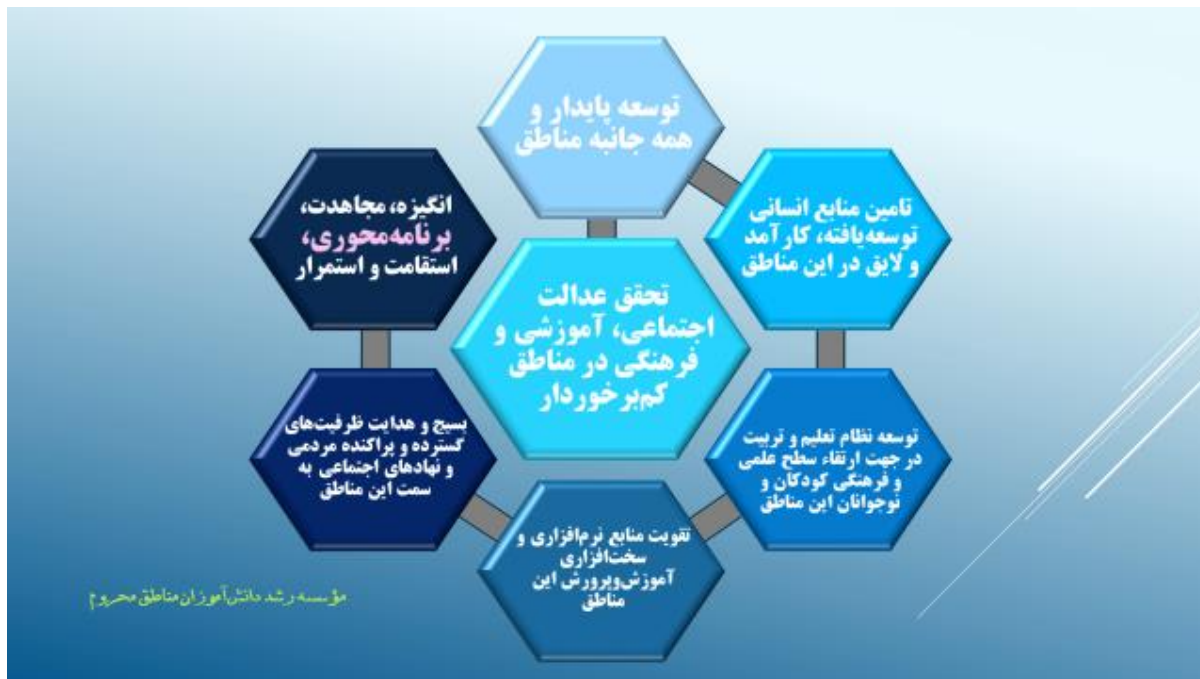 توسعه پایدار و
همه جانبه مناطق
تامین منابع انسانی
توسعه‌یافته، کارآمد
و لایق در این مناطق
انگیزه، مجاهدت،
برنامه‌محوری،
استقامت و استمرار
تحقق عدالت
اجتماعی، آموزشی و
فرهنگی در مناطق
کم‌برخوردار
توسعه نظام تعلیم و تربیت
در جهت ارتقاء سطح علمی
و فرهنگی کودکان و
نوجوانان این مناطق
بسیج و هدایت ظرفیت‌های
گسترده و پراکنده مردمی
و نهادهای اجتماعی به
سمت این مناطق
تقویت منابع نرم‌افزاری و
سخت‌افزاری
آموزش‌وپرورش این
مناطق
مؤسسه رشد دانش‌آموزان مناطق محروم